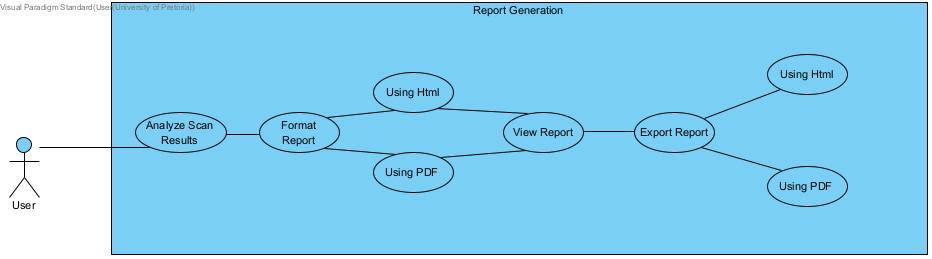 Visual Paradigm Standard(User(University of Pretoria))
Report Generation
Using Html
Using Html
Analyze Scan
Results
Format
Report
View Report
Export Report
Using PDF
Using PDF
User